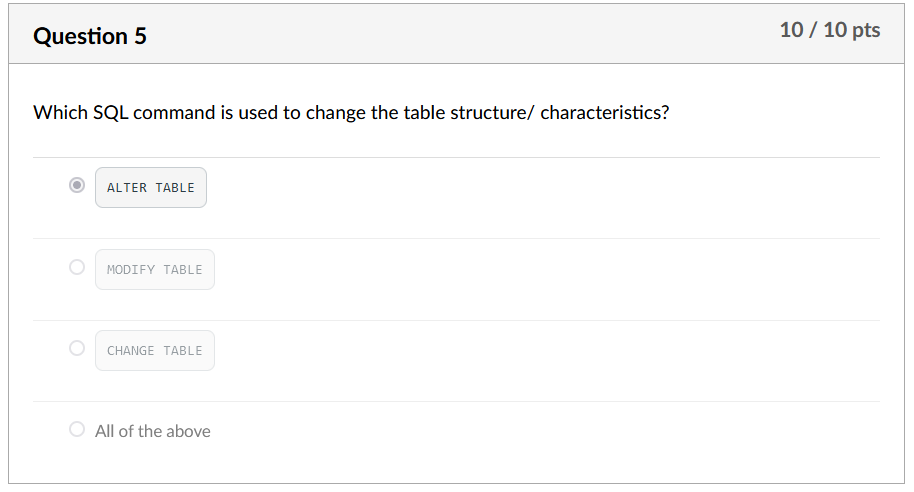 Question 5
10 / 10 pts
Which SQL command is used to change the table structure/ characteristics?
ALTER TABLE
MODIFY TABLE
CHANGE TABLE
All of the above